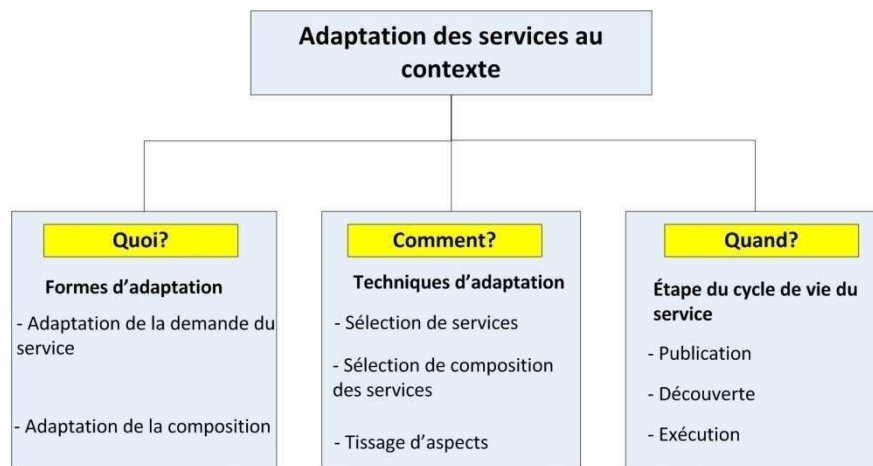 Adaptation des services au
contexte
Quoi?
Formes d’adaptation
- Adaptation de la demande du
service
- Adaptation de la composition
Comment?
Techniques d’adaptation
- Sélection de services
- Sélection de composition
des services
- Tissage d’aspects
Quand?
Étape du cycle de vie du
service
- Publication
- Découverte
- Exécution